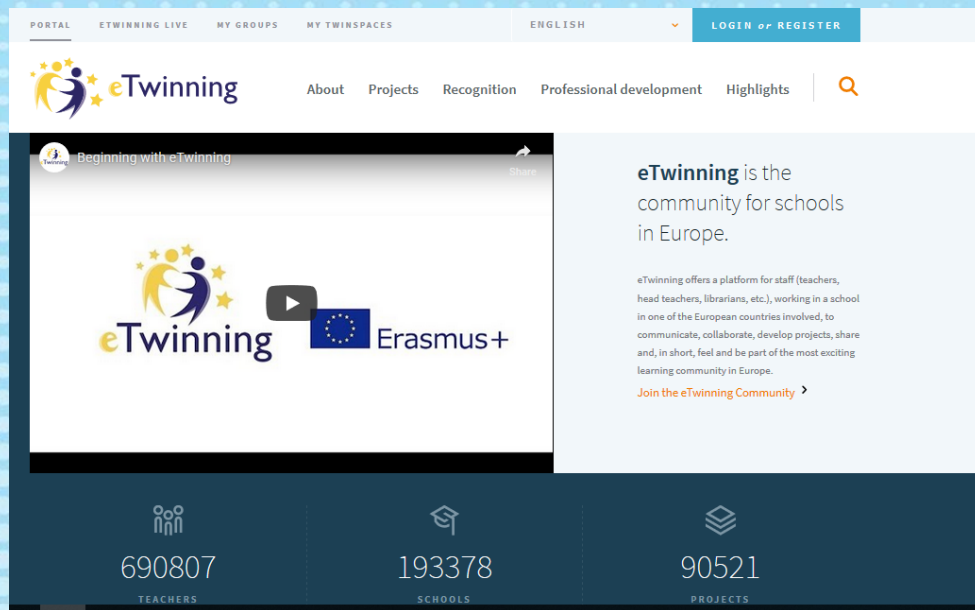 PORTAL ETWINNING LIVE MY GROUPS MY TWINSPACES ENGLISH LOGIN or REGISTER
eTwinning
About Projects Recognition Professional development Highlights
Twinning
Beginning with eTwinning
Share
eTwinning
Erasmus+
eTwinning is the
community for schools
in Europe.
eTwinning offers a platform for staff (teachers,
head teachers, librarians, etc.), working in a school
in one of the European countries involved, to
communicate, collaborate, develop projects, share
and, in short, feel and be part of the most exciting
learning community in Europe.
Join the eTwinning Community
690807 193378 90521
TEACHERS SCHOOLS PROJECTS